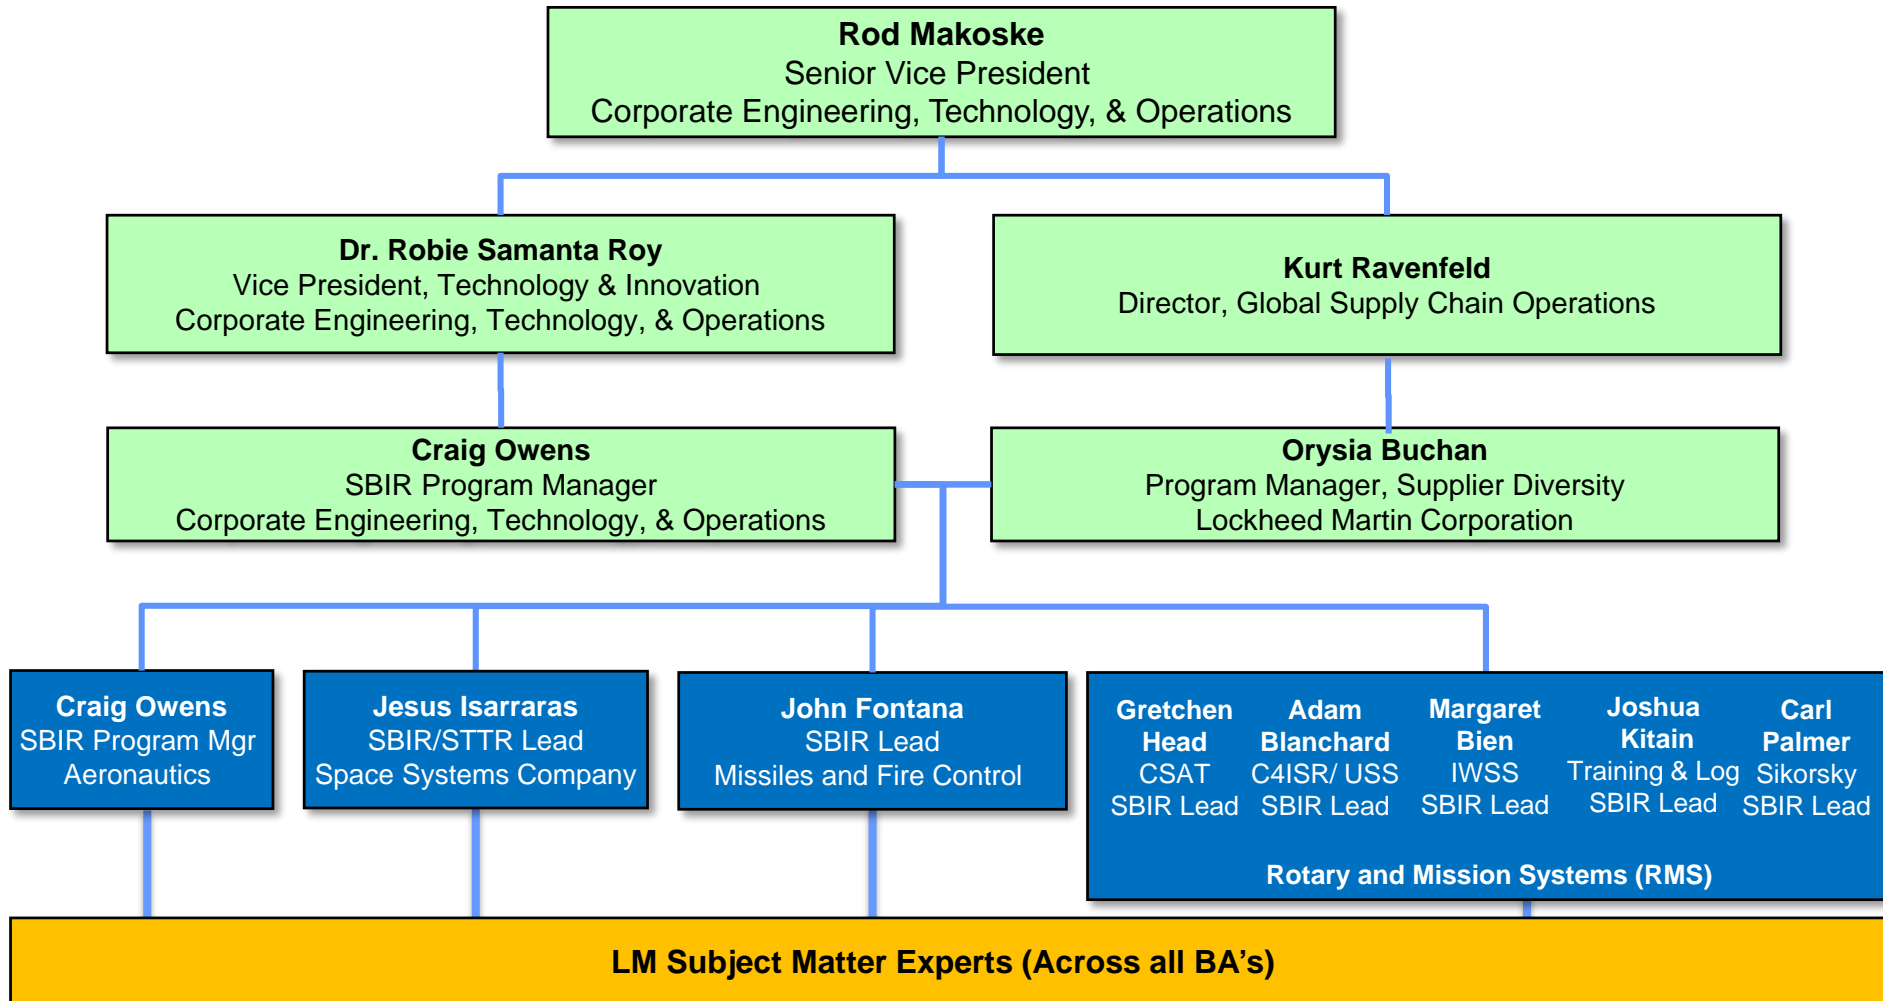 Rod Makoske
Senior Vice President
Corporate Engineering, Technology, & Operations
Dr. Robie Samanta Roy
Vice President, Technology & Innovation
Corporate Engineering, Technology, & Operations
Kurt Ravenfeld
Director, Global Supply Chain Operations
Craig Owens
SBIR Program Manager
Corporate Engineering, Technology, & Operations
Orysia Buchan
Program Manager, Supplier Diversity
Lockheed Martin Corporation
Craig Owens
SBIR Program Mgr
Aeronautics
Jesus Isarraras
SBIR/STTR Lead
Space Systems Company
John Fontana
SBIR Lead
Missiles and Fire Control
Gretchen
Head
CSAT
SBIR Lead
Adam
Blanchard
C4ISR/ USS
SBIR Lead
Margaret
Bien
IWSS
SBIR Lead
Joshua
Kitain
Training & Log
SBIR Lead
Carl
Palmer
Sikorsky
SBIR Lead
Rotary and Mission Systems (RMS)
LM Subject Matter Experts (Across all BA’s)